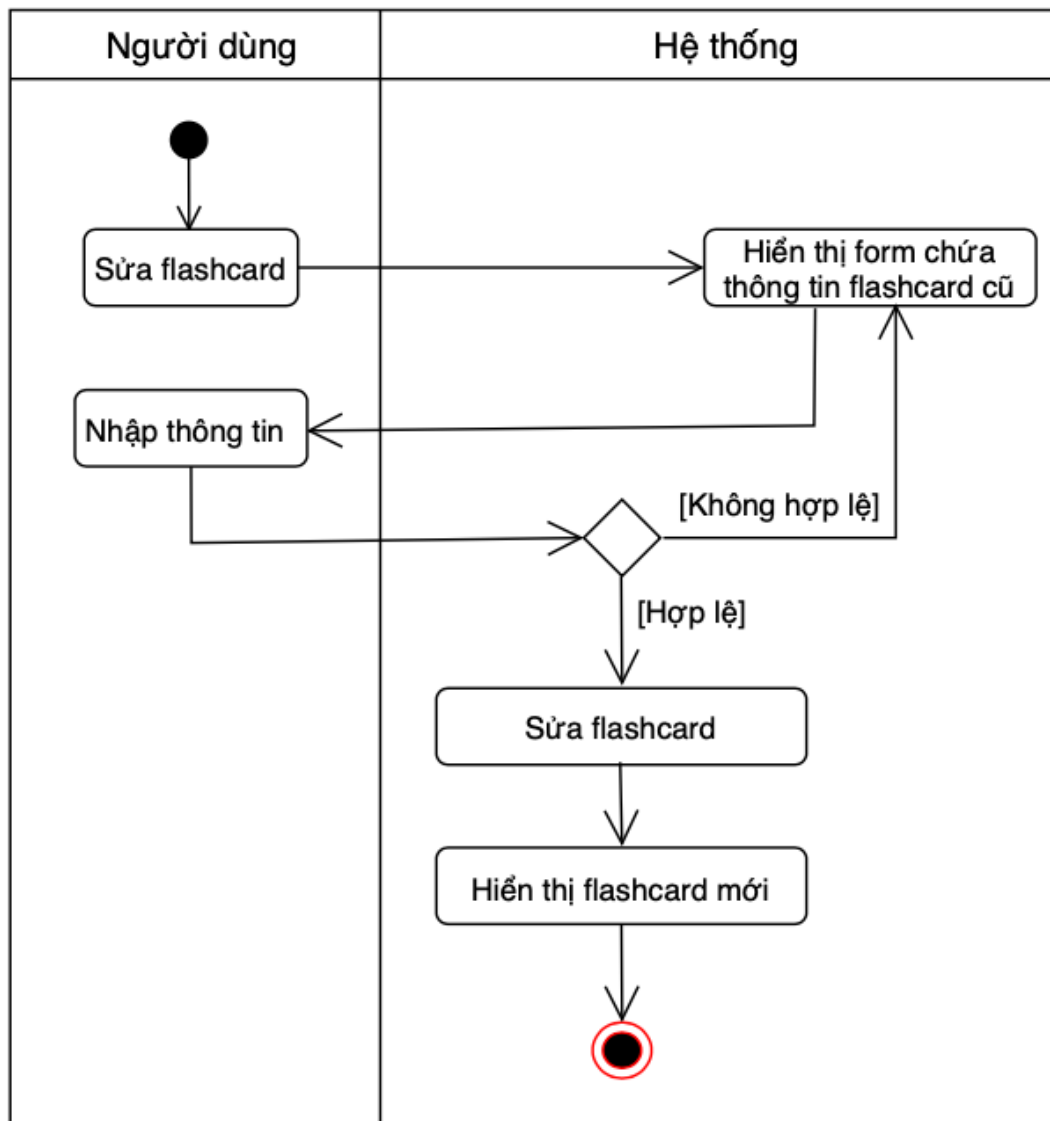 Người dùng
Hệ thống
Sửa flashcard
Hiển thị form chứa
thông tin flashcard cũ
Nhập thông tin
[Không hợp lệ]
[Hợp lệ]
Sửa flashcard
Hiển thị flashcard mới